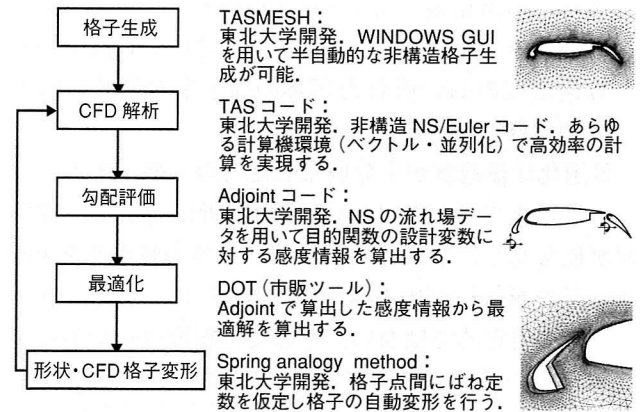 格子生成
TASMESH：
東北大学開発．WINDOWS GUI
を用いて半自動的な非構造格子生
成が可能．
CFD 解析
TAS コード：
東北大学開発．非構造 NS/Euler コード．あらゆ
る計算機環境（ベクトル・並列化）で高効率の計
算を実現する．
勾配評価
Adjoint コード：
東北大学開発．NS の流れ場デー
タを用いて目的関数の設計変数に
対する感度情報を算出する．
最適化
DOT（市販ツール）：
Adjoint で算出した感度情報から最
適解を算出する．
形状・CFD 格子変形
Spring analogy method：
東北大学開発．格子点間にばね定
数を仮定し格子の自動変形を行う．